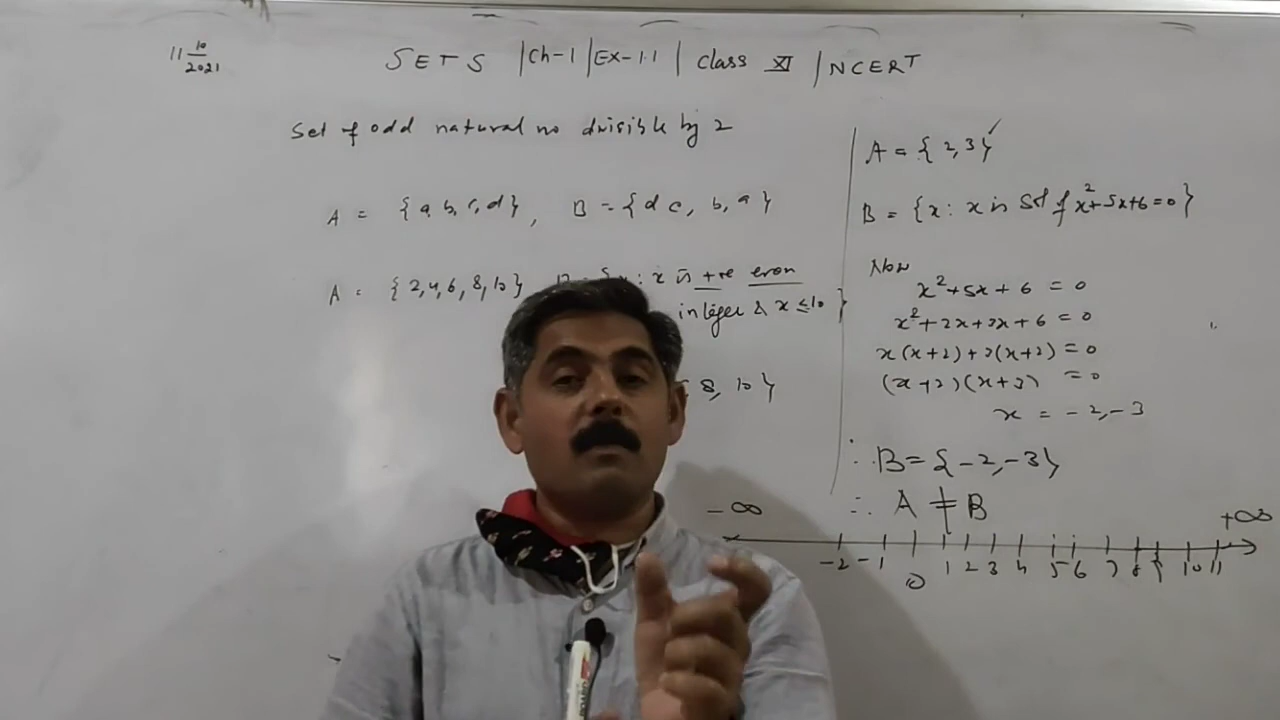 11 10/2021
SETS | Ch-1 | Ex-1.1 | class XI | NCERT
Set of odd natural no divisible by 2
A = {a, b, c, d}, B = {d c, b, a}
A = {2, 4, 6, 8, 10} : x is +ve even
integer & x ≤ 10 }
8, 10 }
A = {2, 3} ✓
B = {x : x is Sol of x²+5x+6=0}
Now
x²+5x+6 = 0
x²+2x+3x+6 = 0
x(x+2)+3(x+2) = 0
(x+2)(x+3) = 0
x = -2, -3
∴ B = {-2, -3}
∴ A ≠ B
-∞ +∞
-2 -1 0 1 2 3 4 5 6 7 8 9 10 11